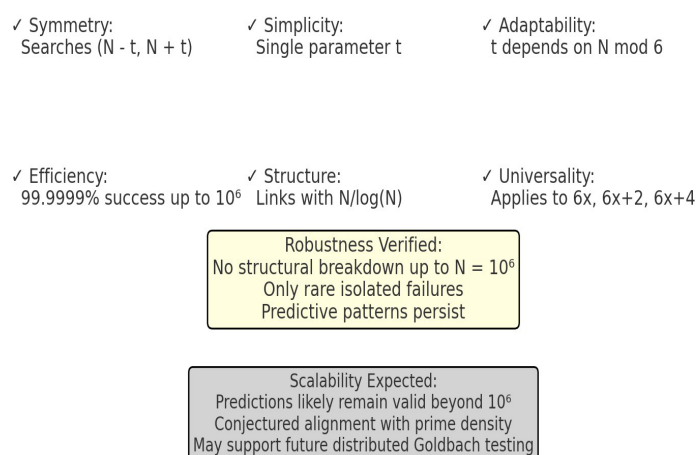 ✓ Symmetry:
Searches (N - t, N + t)
✓ Simplicity:
Single parameter t
✓ Adaptability:
t depends on N mod 6
✓ Efficiency:
99.9999% success up to 10⁶
✓ Structure:
Links with N/log(N)
✓ Universality:
Applies to 6x, 6x+2, 6x+4
Robustness Verified:
No structural breakdown up to N = 10⁶
Only rare isolated failures
Predictive patterns persist
Scalability Expected:
Predictions likely remain valid beyond 10⁶
Conjectured alignment with prime density
May support future distributed Goldbach testing